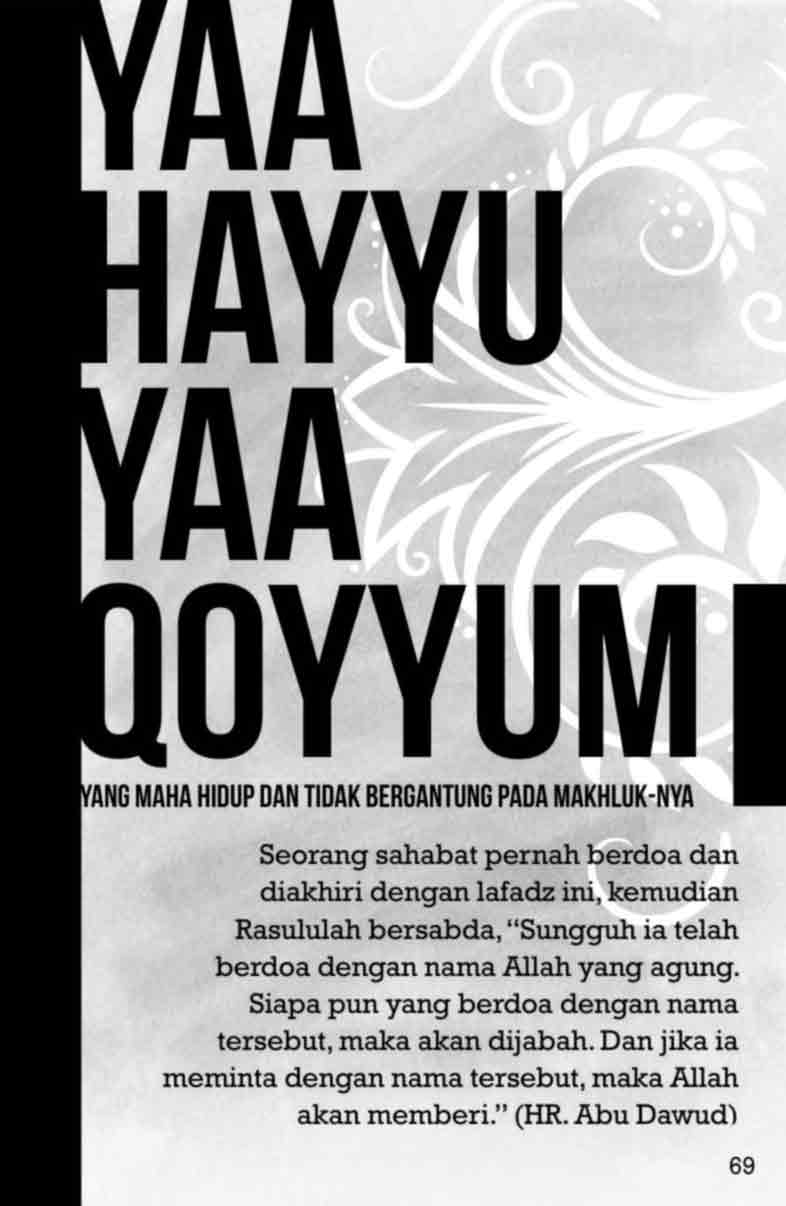 YAA
HAYYU
YAA
QOYYUM
YANG MAHA HIDUP DAN TIDAK BERGANTUNG PADA MAKHLUK-NYA
Seorang sahabat pernah berdoa dan
diakhiri dengan lafadz ini, kemudian
Rasululah bersabda, “Sungguh ia telah
berdoa dengan nama Allah yang agung.
Siapa pun yang berdoa dengan nama
tersebut, maka akan dijabah. Dan jika ia
meminta dengan nama tersebut, maka Allah
akan memberi.” (HR. Abu Dawud)
69